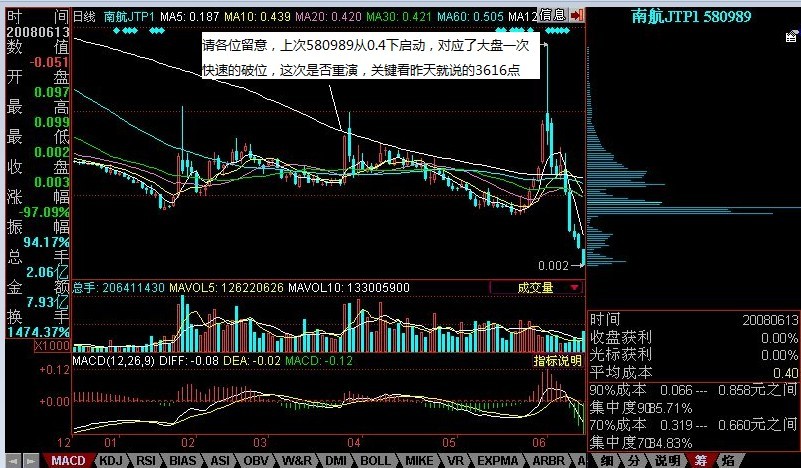 时 间 日线 南航JTP1 MA5: 0.187 MA10: 0.439 MA20: 0.420 MA30: 0.421 MA60: 0.505 MA12 信息 南航JTP1 580989
20080613
数 值
-0.051
开 盘
0.097
最 高
0.099
最 低
0.002
收 盘
0.003
涨 幅
-97.09%
振 幅
94.17%
总 手
2.06亿
金 额
7.93亿
换 手
1474.37%
X1000
请各位留意，上次580989从0.4下启动，对应了大盘一次
快速的破位，这次是否重演，关键看昨天就说的3616点
0.002
总手: 206411430 MAVOL5: 126220626 MAVOL10: 133005900 成交量
MACD(12,26,9) DIFF: -0.08 DEA: -0.02 MACD: -0.12 指标说明
+0.12
+0.00
12 01 02 03 04 05 06
时间 20080613
收盘获利 0.00%
光标获利 0.00%
平均成本 0.40
90%成本 0.066 --- 0.858元之间
集中度90 85.71%
70%成本 0.319 --- 0.660元之间
集中度70 34.83%
MACD KDJ RSI BIAS ASI OBV W&R DMI BOLL MIKE VR EXPMA ARBR A 细 分 说明 筹 焰